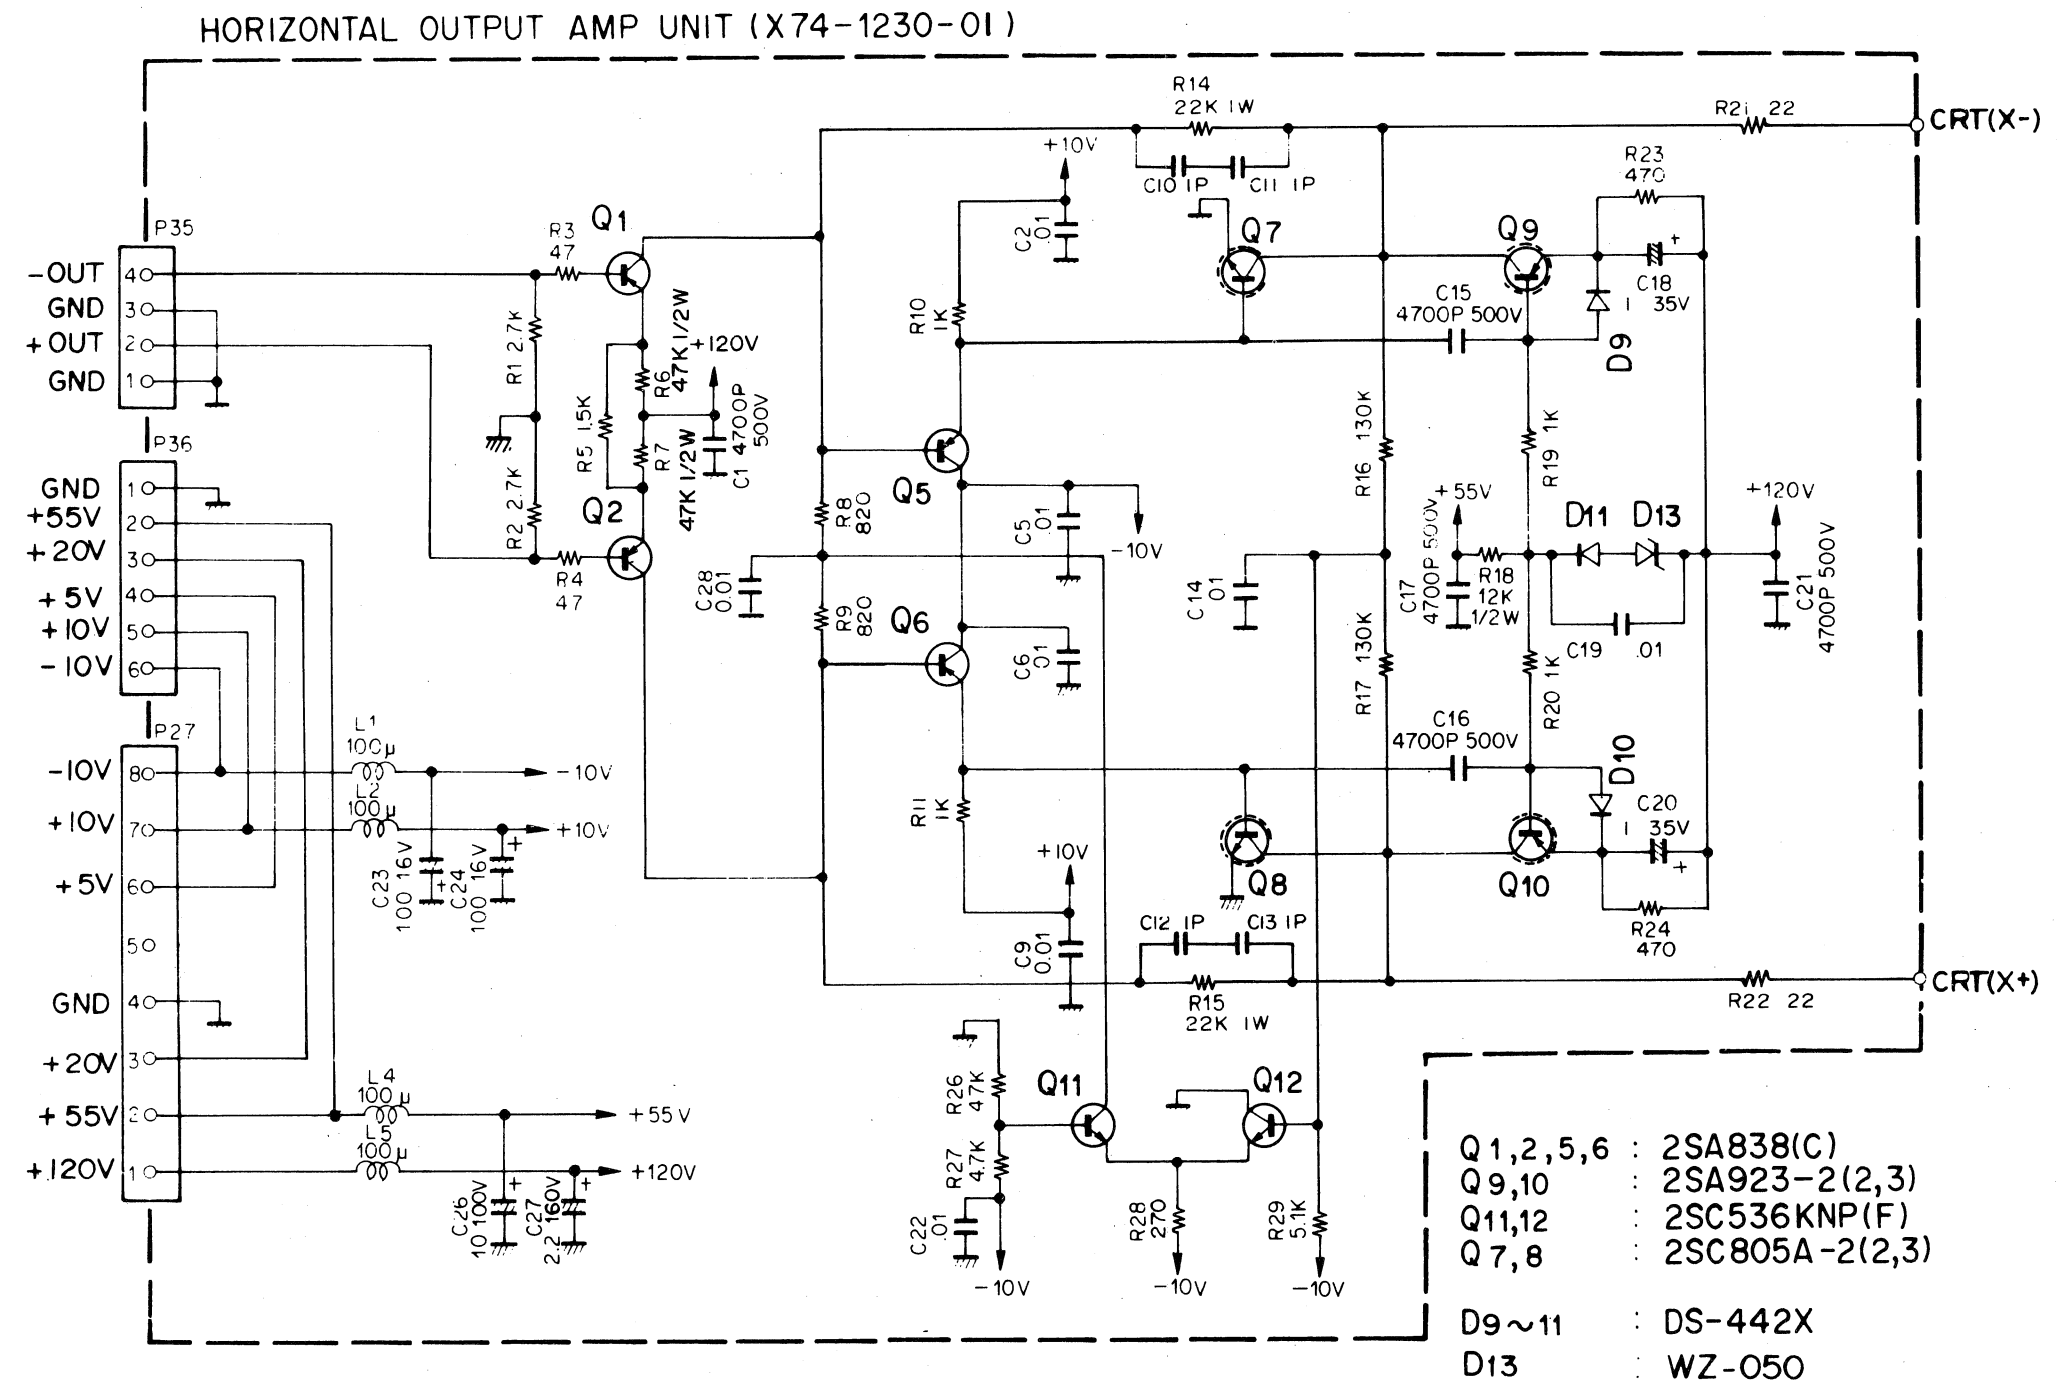 HORIZONTAL OUTPUT AMP UNIT (X74-1230-01)
R14
22K 1W
R21 22
CRT(X-)
+10V
C10 1P
C11 1P
R23
470
P35
Q1
R3
47
C2
.01
Q7
Q9
-OUT
4
GND
3
+OUT
2
GND
1
R1 2.7K
R6
47K 1/2W
+120V
R10
1K
C15
4700P 500V
C18
1 35V
+
D9
R5 1.5K
R7
47K 1/2W
C1
4700P
500V
R16 130K
R19 1K
P36
GND
1
+55V
2
+20V
3
+5V
4
+10V
5
-10V
6
R2 2.7K
Q2
R4
47
R8
820
Q5
C5
.01
-10V
+55V
D11
D13
+120V
C28
0.01
R9
820
Q6
C6
.01
C14
.01
C17
4700P 500V
R18
12K
1/2W
C19 .01
C21
4700P 500V
R17 130K
R20 1K
P27
-10V
8
+10V
7
+5V
6
5
GND
4
+20V
3
+55V
2
+120V
1
L1
100μ
-10V
L2
100μ
+10V
C23
100 16V
+
C24
100 16V
+
R11
1K
C16
4700P 500V
D10
C20
1 35V
+
Q8
Q10
+10V
C9
0.01
C12 1P
C13 1P
R24
470
R15
22K 1W
R22 22
CRT(X+)
L4
100μ
+55V
L5
100μ
+120V
C26
10 100V
+
C27
2.2 160V
+
R26
47K
Q11
Q12
R27
4.7K
C22
.01
-10V
R28
270
-10V
R29
5.1K
-10V
Q1,2,5,6 : 2SA838(C)
Q9,10 : 2SA923-2(2,3)
Q11,12 : 2SC536KNP(F)
Q7,8 : 2SC805A-2(2,3)
D9~11 : DS-442X
D13 : WZ-050